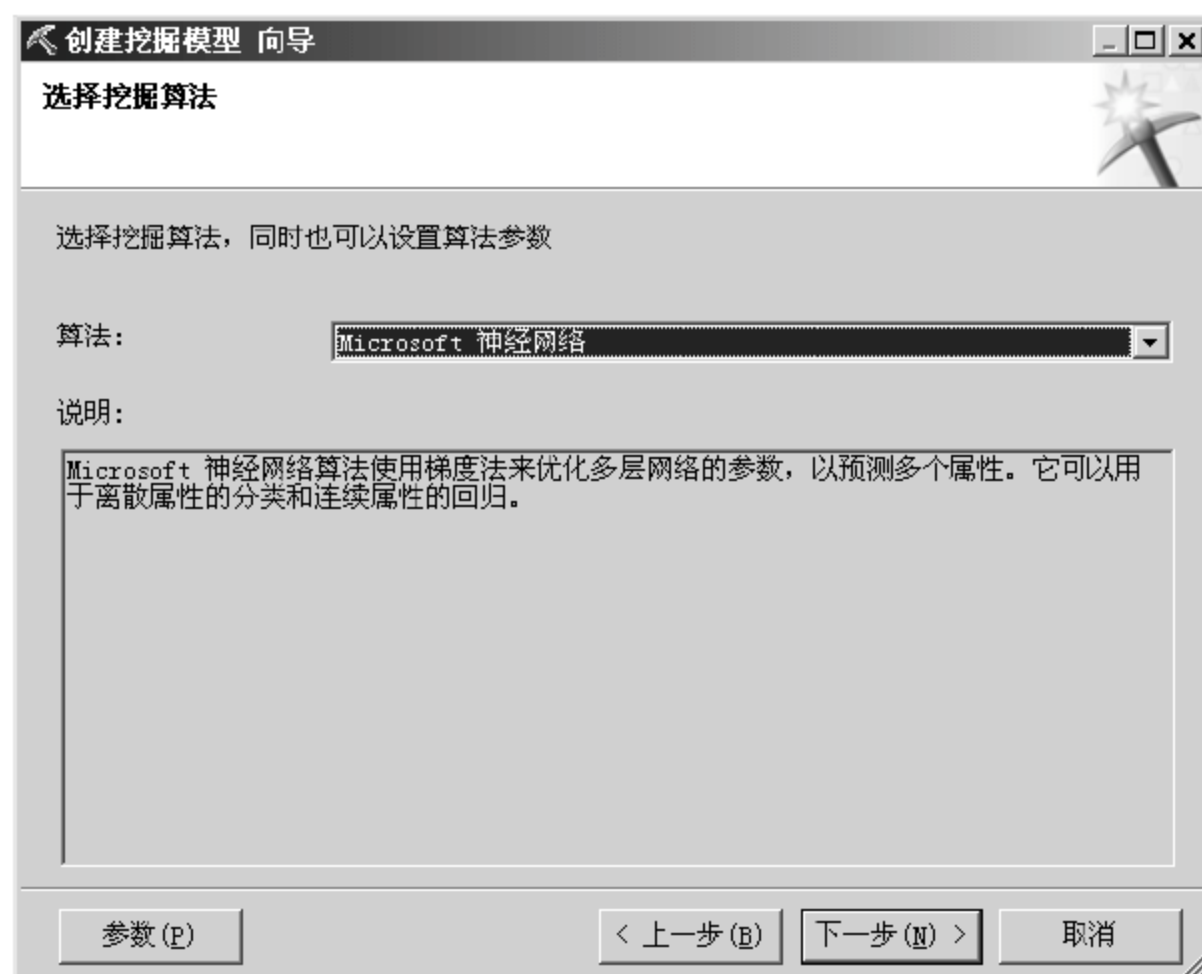 创建挖掘模型 向导
选择挖掘算法
选择挖掘算法，同时也可以设置算法参数
算法：
Microsoft 神经网络
说明：
Microsoft 神经网络算法使用梯度法来优化多层网络的参数，以预测多个属性。它可以用
于离散属性的分类和连续属性的回归。
参数(P)
< 上一步(B)
下一步(N) >
取消